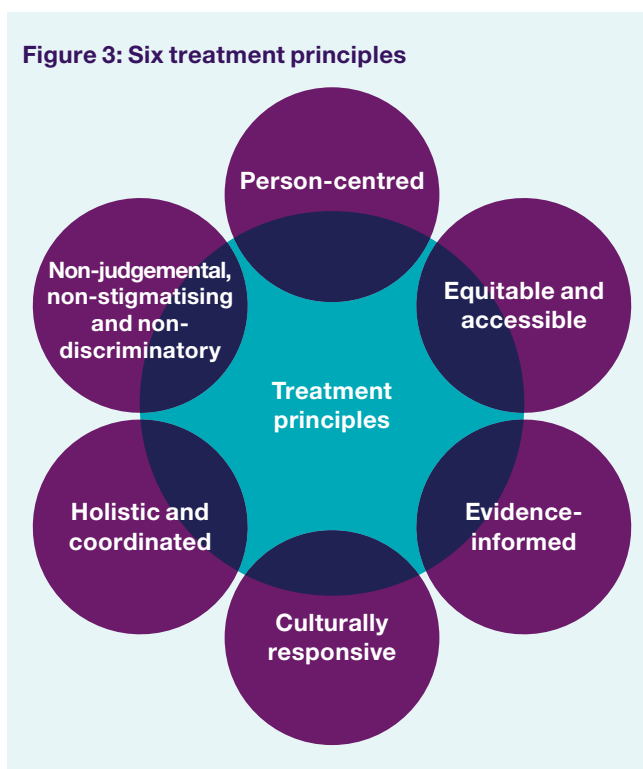 Figure 3: Six treatment principles
Person-centred
Non-judgemental,
non-stigmatising
and non-
discriminatory
Equitable and
accessible
Treatment
principles
Holistic and
coordinated
Evidence-
informed
Culturally
responsive